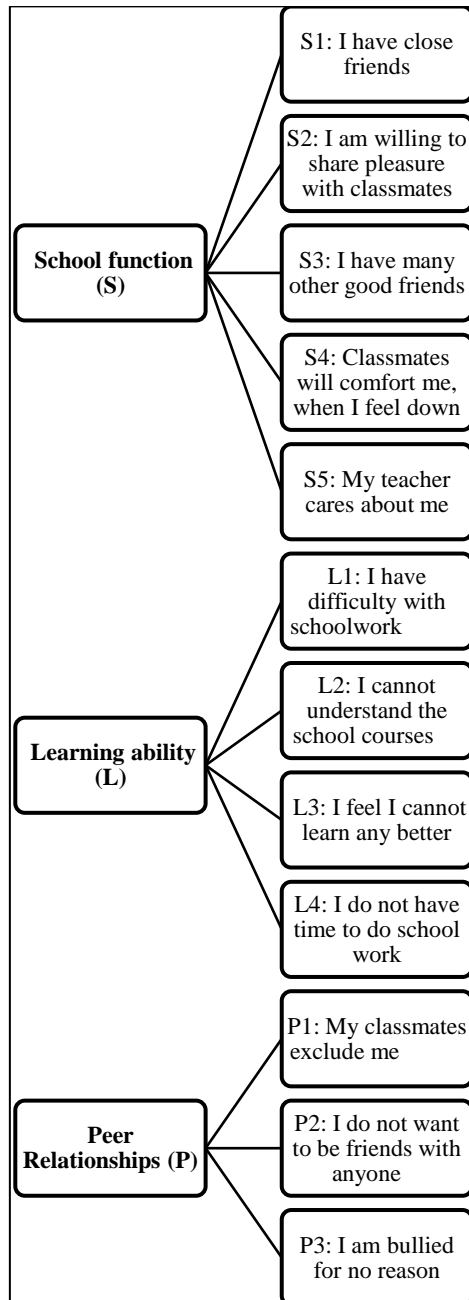 S1: I have close
friends
S2: I am willing to
share pleasure
with classmates
School function
(S)
S3: I have many
other good friends
S4: Classmates
will comfort me,
when I feel down
S5: My teacher
cares about me
L1: I have
difficulty with
schoolwork
L2: I cannot
understand the
school courses
Learning ability
(L)
L3: I feel I cannot
learn any better
L4: I do not have
time to do school
work
P1: My classmates
exclude me
Peer
Relationships (P)
P2: I do not want
to be friends with
anyone
P3: I am bullied
for no reason